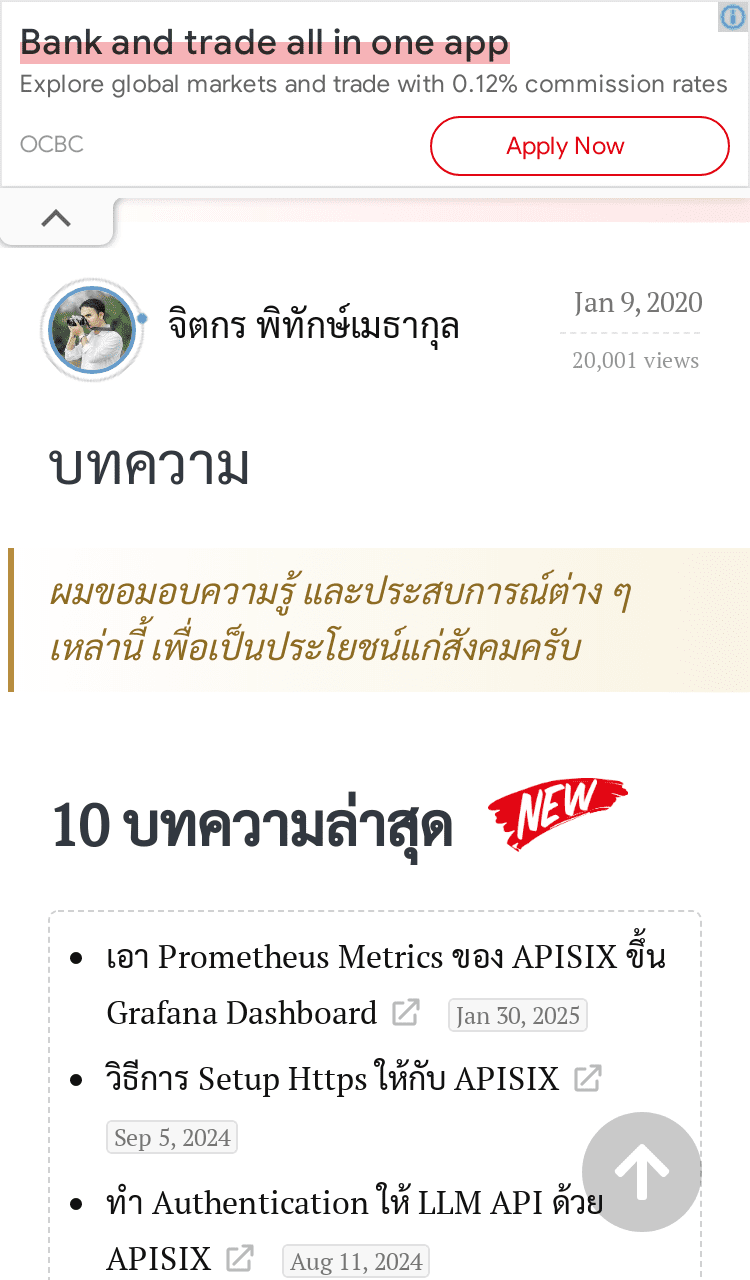 Bank and trade all in one app
Explore global markets and trade with 0.12% commission rates
OCBC
Apply Now
จิตกร พิทักษ์เมธากุล
Jan 9, 2020
20,001 views
บทความ
ผมขอมอบความรู้ และประสบการณ์ต่าง ๆ
เหล่านี้ เพื่อเป็นประโยชน์แก่สังคมครับ
10 บทความล่าสุด NEW
เอา Prometheus Metrics ของ APISIX ขึ้น
Grafana Dashboard Jan 30, 2025
วิธีการ Setup Https ให้กับ APISIX
Sep 5, 2024
ทำ Authentication ให้ LLM API ด้วย
APISIX Aug 11, 2024